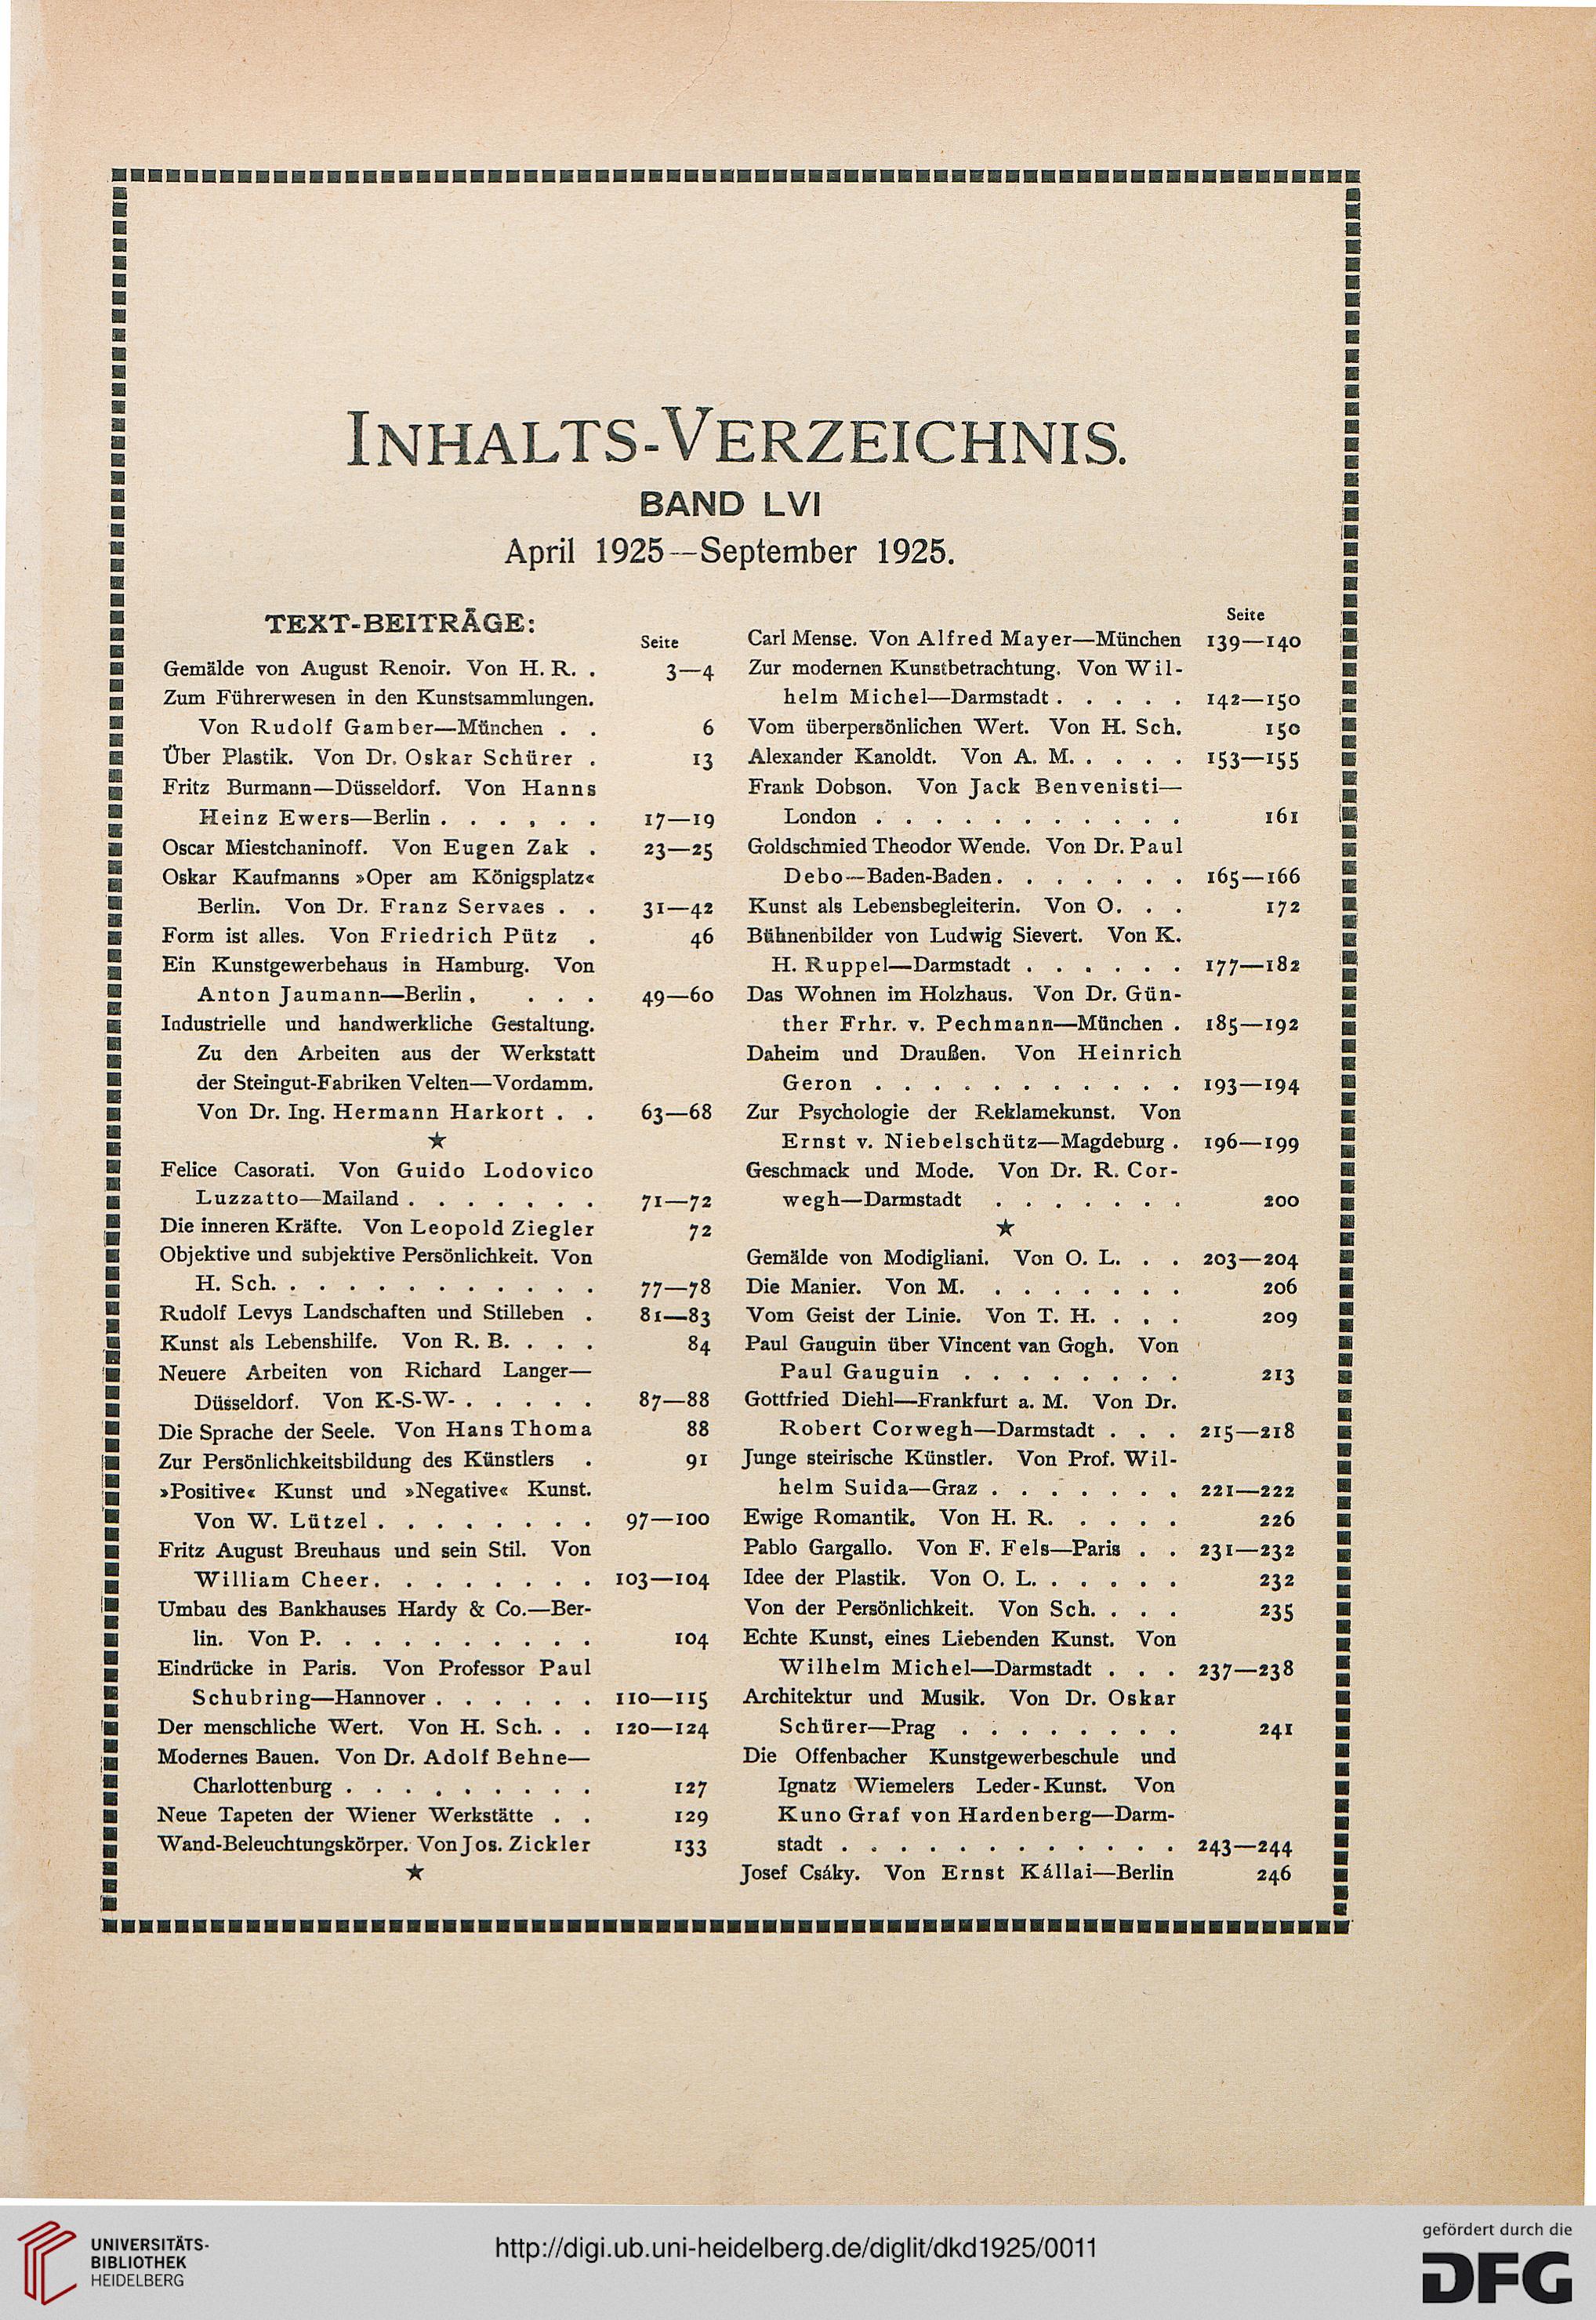 INHALTS-VERZEICHNIS.
BAND LVI
April 1925—September 1925.
TEXT-BEITRÄGE:
Seite
Gemälde von August Renoir. Von H. R. . 3—4
Zum Führerwesen in den Kunstsammlungen.
Von Rudolf Gamber—München . . 6
Über Plastik. Von Dr. Oskar Schürer . 13
Fritz Burmann—Düsseldorf. Von Hanns
Heinz Ewers—Berlin . . . . . . 17—19
Oscar Miestchaninoff. Von Eugen Zak . 23—25
Oskar Kaufmanns »Oper am Königsplatz«
Berlin. Von Dr. Franz Servaes . . 31—42
Form ist alles. Von Friedrich Pütz . 46
Ein Kunstgewerbehaus in Hamburg. Von
Anton Jaumann—Berlin . . . . 49—60
Industrielle und handwerkliche Gestaltung.
Zu den Arbeiten aus der Werkstatt
der Steingut-Fabriken Velten—Vordamm.
Von Dr. Ing. Hermann Harkort . . 63—68
★
Felice Casorati. Von Guido Lodovico
Luzzatto—Mailand . . . . . . . 71—72
Die inneren Kräfte. Von Leopold Ziegler 72
Objektive und subjektive Persönlichkeit. Von
H. Sch. . . . . . . . . . . . 77—78
Rudolf Levys Landschaften und Stilleben . 81—83
Kunst als Lebenshilfe. Von R. B. . . . 84
Neuere Arbeiten von Richard Langer—
Düsseldorf. Von K-S-W- . . . . . 87—88
Die Sprache der Seele. Von Hans Thoma 88
Zur Persönlichkeitsbildung des Künstlers . 91
»Positive« Kunst und »Negative« Kunst.
Von W. Lützel . . . . . . . . 97—100
Fritz August Breuhaus und sein Stil. Von
William Cheer. . . . . . . . 103—104
Umbau des Bankhauses Hardy & Co.—Ber-
lin. Von P. . . . . . . . . . 104
Eindrücke in Paris. Von Professor Paul
Schubring—Hannover . . . . . . 110—115
Der menschliche Wert. Von H. Sch. . . 120—124
Modernes Bauen. Von Dr. Adolf Behne—
Charlottenburg . . . . . . . . . 127
Neue Tapeten der Wiener Werkstätte . . 129
Wand-Beleuchtungskörper. Von Jos. Zickler 133
★
Seite
Carl Mense. Von Alfred Mayer—München 139—140
Zur modernen Kunstbetrachtung. Von Wil-
helm Michel—Darmstadt . . . . . 142—150
Vom überpersönlichen Wert. Von H. Sch. 150
Alexander Kanoldt. Von A. M. . . . . 153—155
Frank Dobson. Von Jack Benvenisti—
London . . . . . . . . . . . 161
Goldschmied Theodor Wende. Von Dr. Paul
Debo—Baden-Baden. . . . . . . 165—166
Kunst als Lebensbegleiterin. Von O. . . 172
Bühnenbilder von Ludwig Sievert. Von K.
H. Ruppel—Darmstadt . . . . . . 177—182
Das Wohnen im Holzhaus. Von Dr. Gün-
ther Frhr. v. Pechmann—München . 185—192
Daheim und Draußen. Von Heinrich
Geron . . . . . . . . . . . 193—194
Zur Psychologie der Reklamekunst. Von
Ernst v. Niebelschütz—Magdeburg . 196—199
Geschmack und Mode. Von Dr. R. Cor-
wegh—Darmstadt . . . . . . . 200
★
Gemälde von Modigliani. Von O. L. . . 203—204
Die Manier. Von M. . . . . . . . 206
Vom Geist der Linie. Von T. H. . . . 209
Paul Gauguin über Vincent van Gogh. Von
Paul Gauguin . . . . . . . . 213
Gottfried Diehl—Frankfurt a. M. Von Dr.
Robert Corwegh—Darmstadt . . . 215—218
Junge steirische Künstler. Von Prof. Wil-
helm Suida—Graz . . . . . . . 221—222
Ewige Romantik. Von H. R. . . . . 226
Pablo Gargallo. Von F. Fels—Paris . . 231—232
Idee der Plastik. Von O. L. . . . . . 232
Von der Persönlichkeit. Von Sch. . . . 235
Echte Kunst, eines Liebenden Kunst. Von
Wilhelm Michel—Darmstadt . . . 237—238
Architektur und Musik. Von Dr. Oskar
Schürer—Prag . . . . . . . . 241
Die Offenbacher Kunstgewerbeschule und
Ignatz Wiemelers Leder-Kunst. Von
Kuno Graf von Hardenberg—Darm-
stadt . . . . . . . . . . . . 243—244
Josef Csáky. Von Ernst Kállai—Berlin 246
UNIVERSITÄTS-
BIBLIOTHEK
HEIDELBERG
http://digi.ub.uni-heidelberg.de/diglit/dkd1925/0011
gefördert durch die
DFG